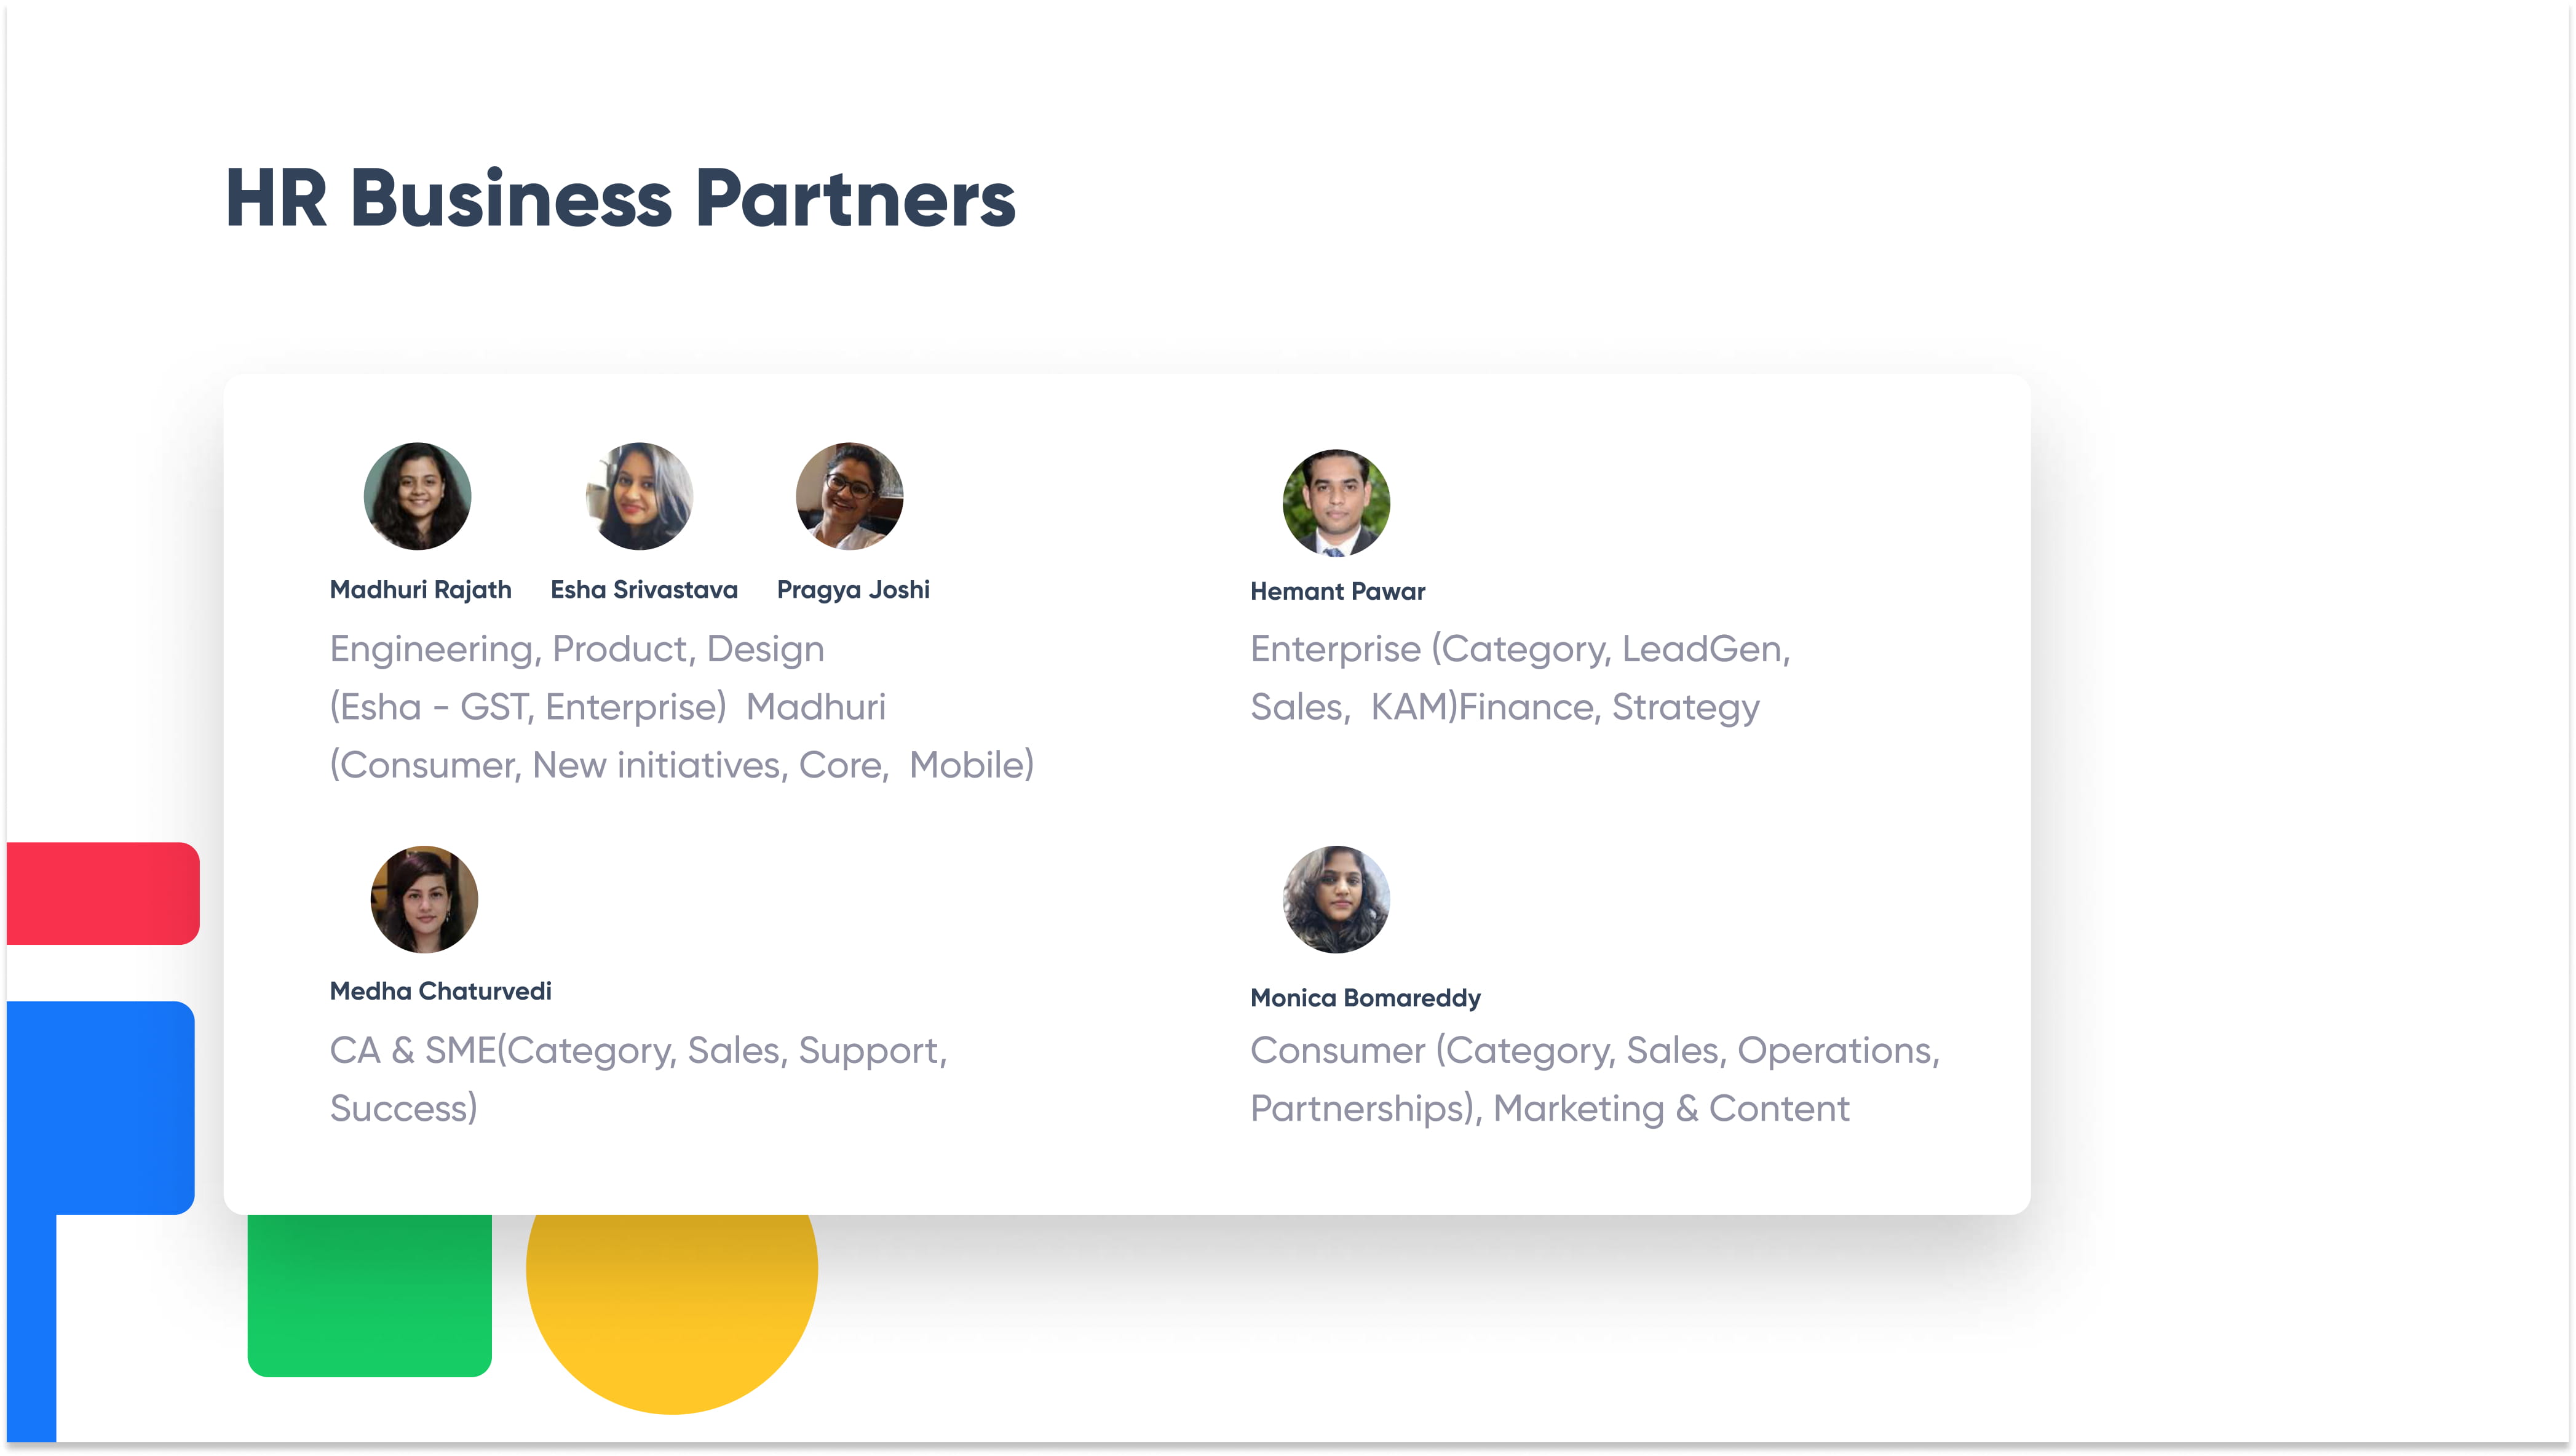 HR Business Partners
Madhuri Rajath
Esha Srivastava
Pragya Joshi
Engineering, Product, Design
(Esha - GST, Enterprise)  Madhuri
(Consumer, New initiatives, Core,  Mobile)
Hemant Pawar
Enterprise (Category, LeadGen,
Sales,  KAM)Finance, Strategy
Medha Chaturvedi
CA & SME(Category, Sales, Support,
Success)
Monica Bomareddy
Consumer (Category, Sales, Operations,
Partnerships), Marketing & Content